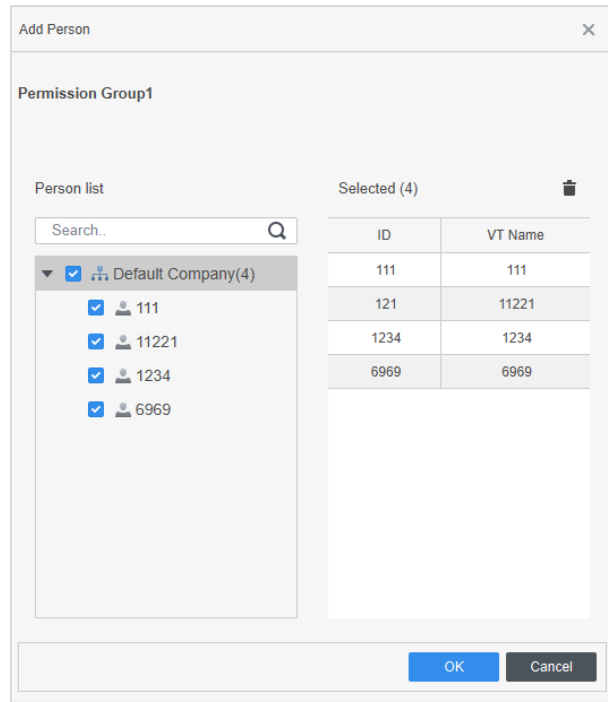 Add Person
Permission Group1
Person list
Selected (4)
Search..
ID VT Name
Default Company(4)
111
11221
1234
6969
111 111
121 11221
1234 1234
6969 6969
OK Cancel